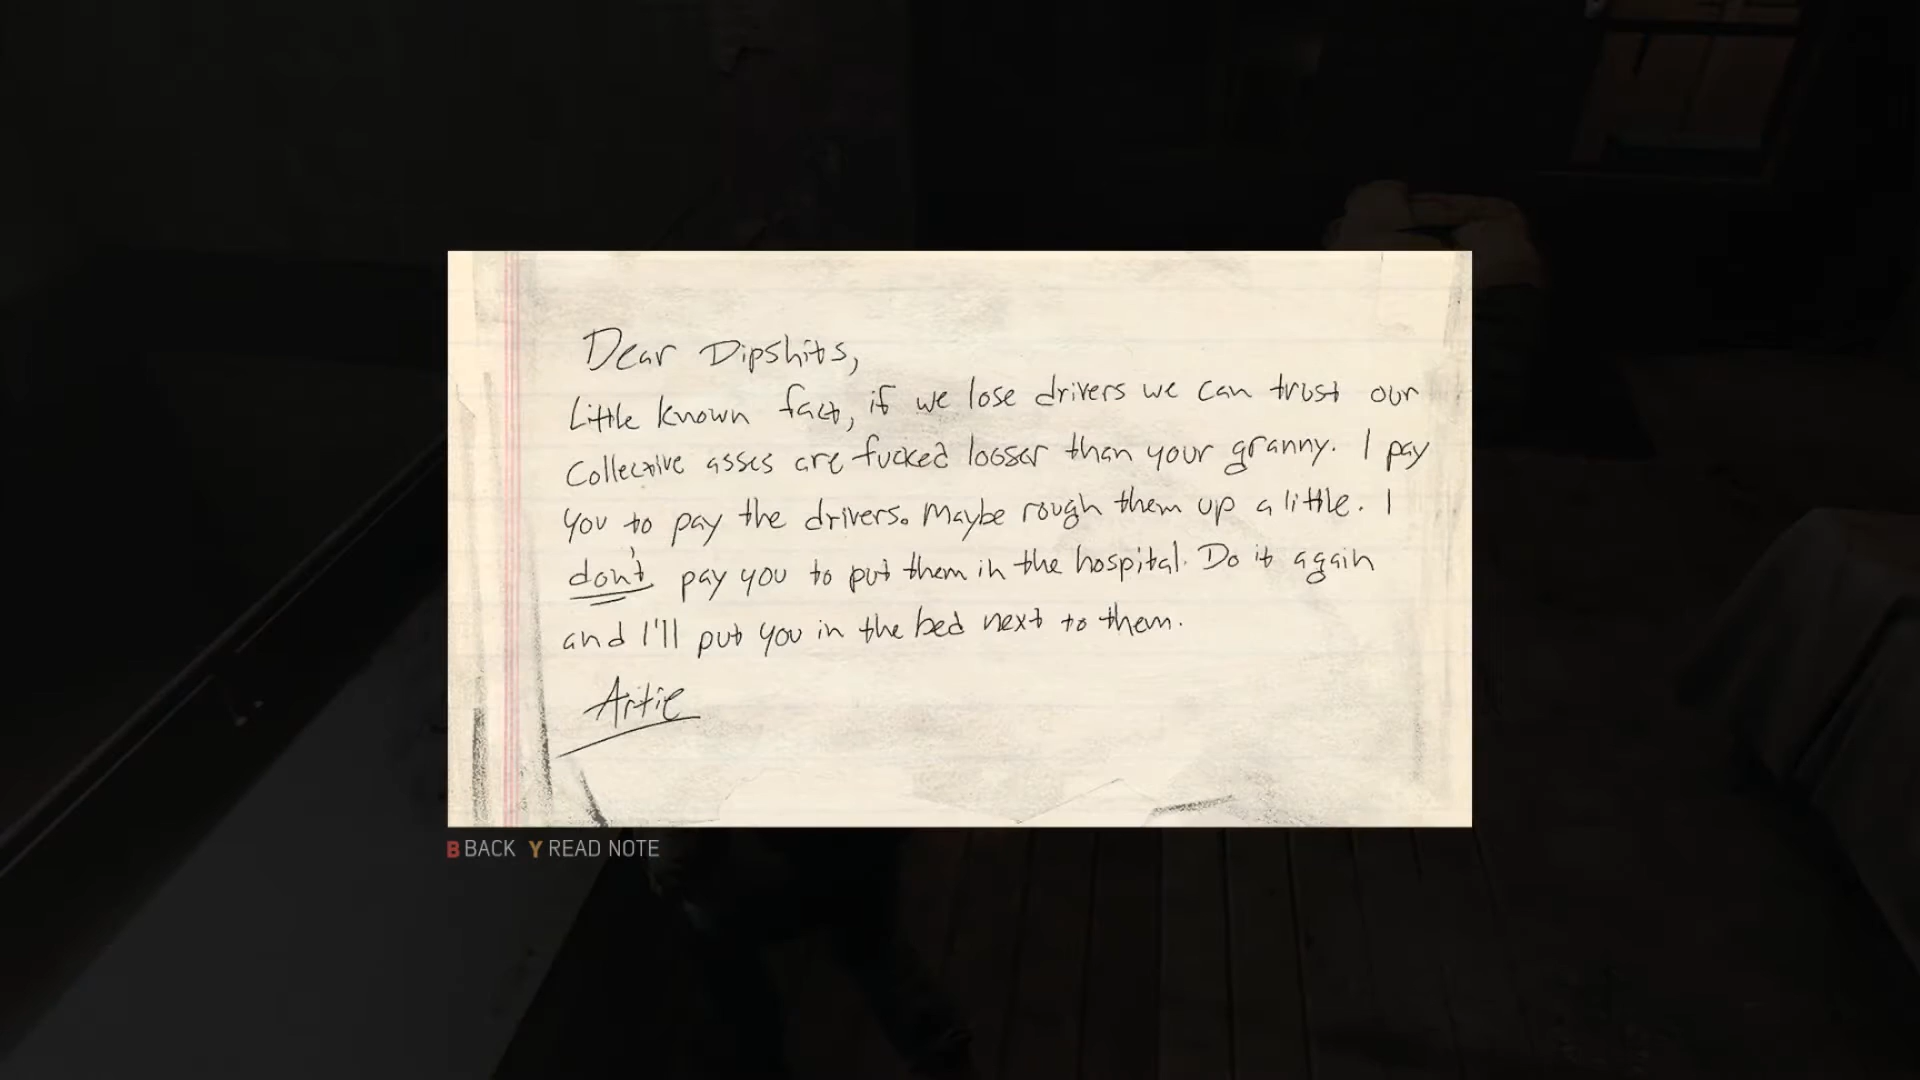 Dear Dipshits,
Little known fact, if we lose drivers we can trust our
collective asses are fucked looser than your granny. I pay
you to pay the drivers. Maybe rough them up a little. I
don't pay you to put them in the hospital. Do it again
and I'll put you in the bed next to them.
Artie
B BACK Y READ NOTE